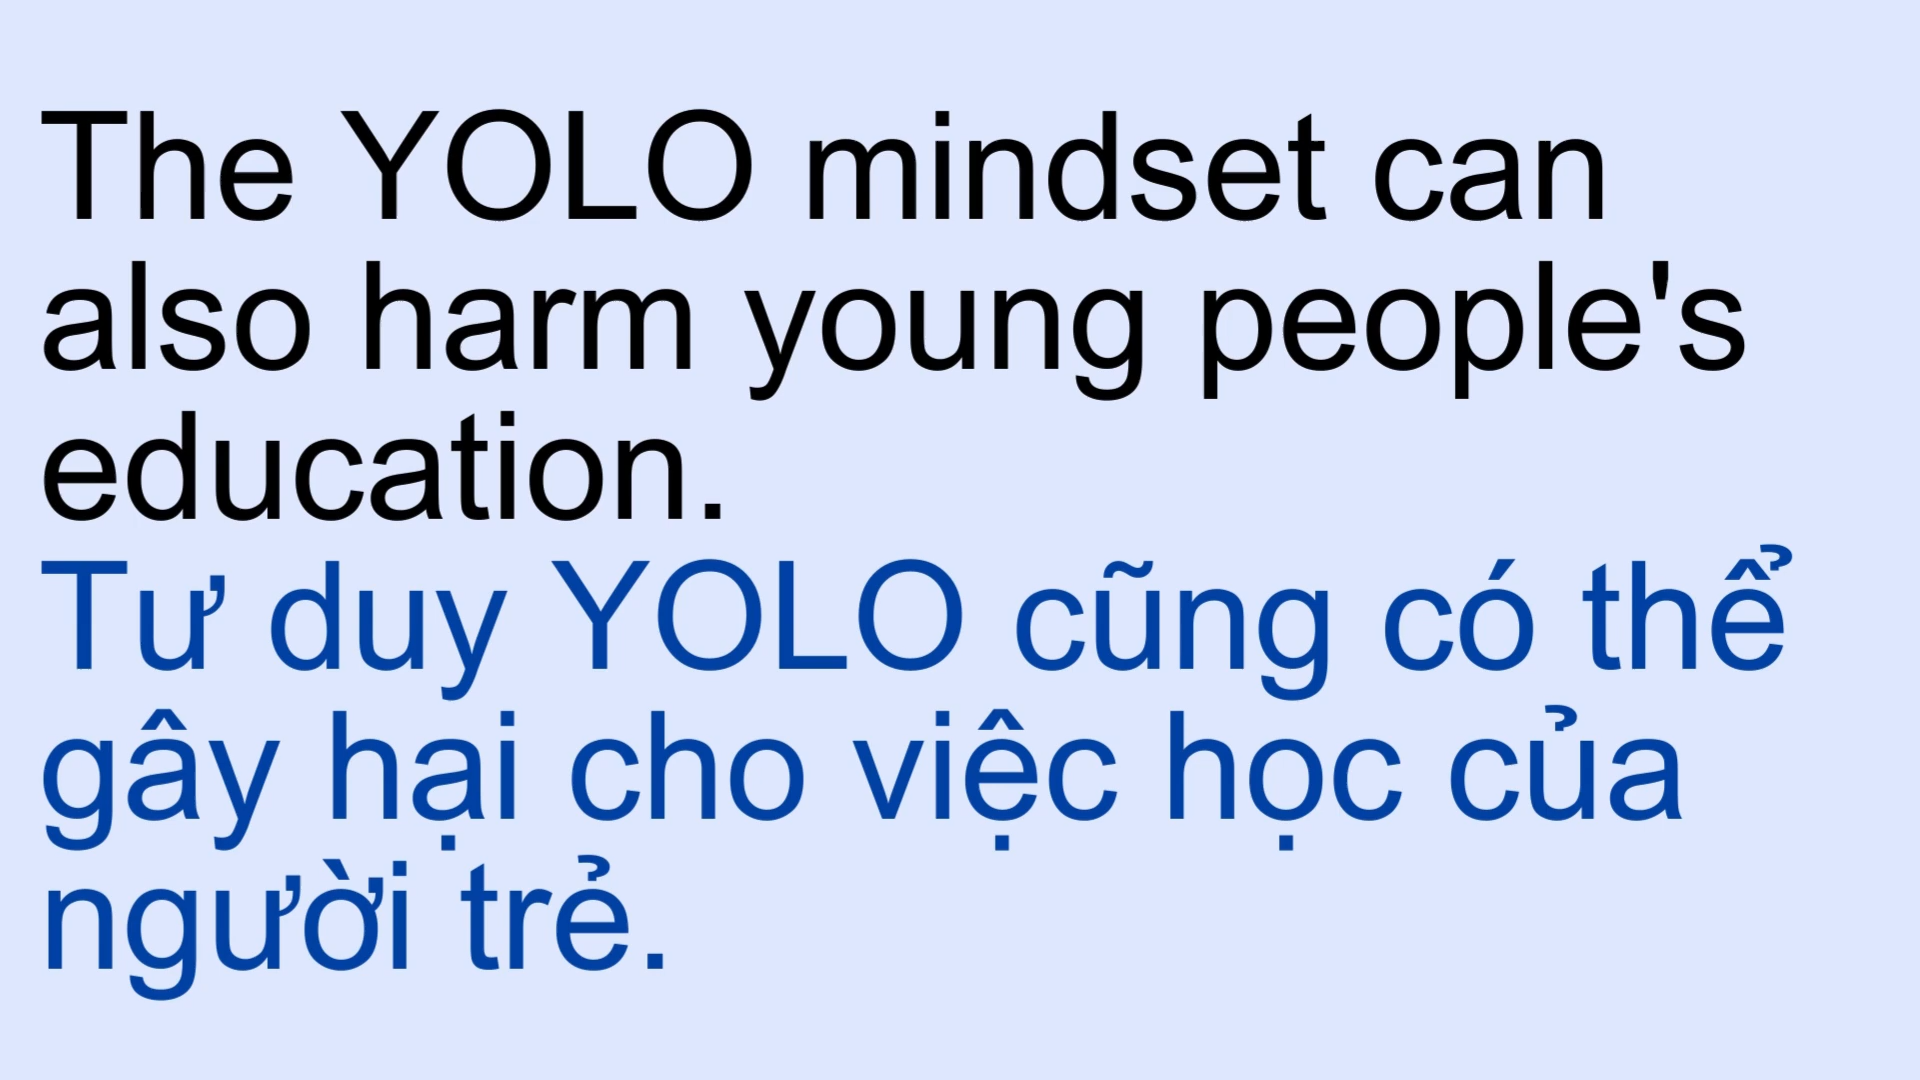 The YOLO mindset can
also harm young people's
education.
Tư duy YOLO cũng có thể
gây hại cho việc học của
người trẻ.